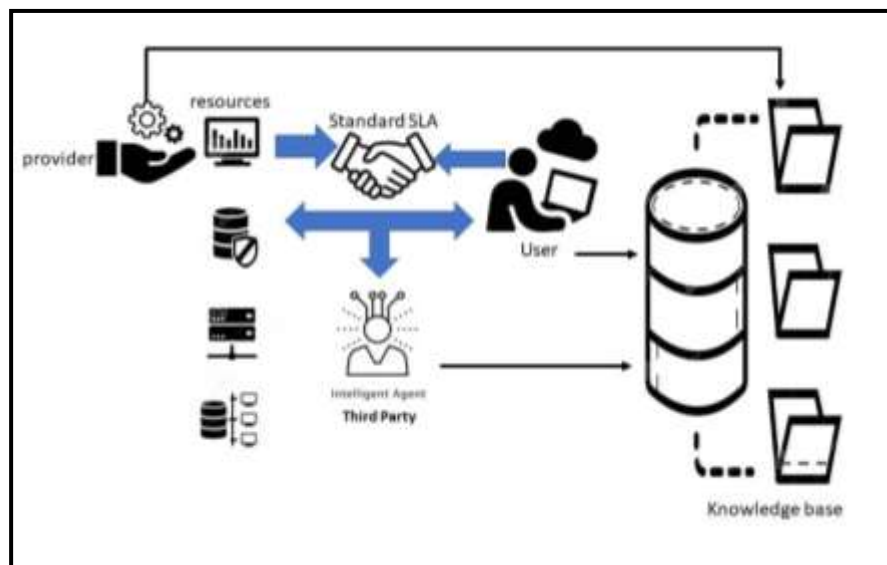 resources
Standard SLA
provider
User
Intelligent Agent
Third Party
Knowledge base